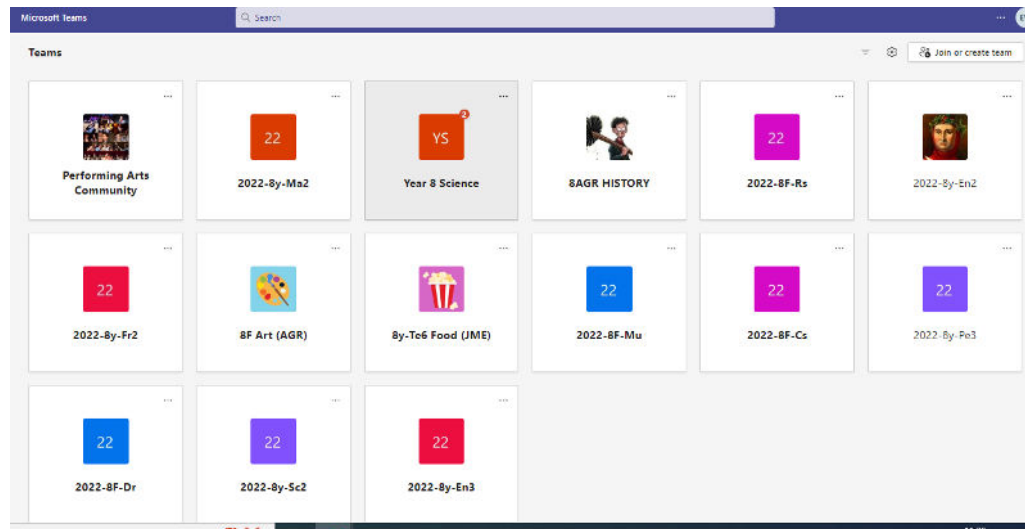 Microsoft Teams
Search
Teams
Join or create team
Performing Arts
Community
22
2022-8y-Ma2
2
YS
Year 8 Science
8AGR HISTORY
22
2022-8F-Rs
2022-8y-En2
22
2022-8y-Fr2
8F Art (AGR)
8y-Te6 Food (JME)
22
2022-8F-Mu
22
2022-8F-Cs
22
2022-8y-Pe3
22
2022-8F-Dr
22
2022-8y-Sc2
22
2022-8y-En3